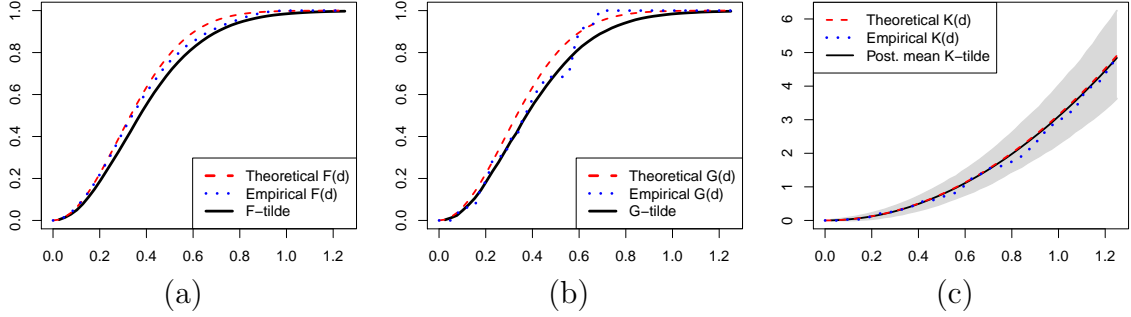 0.0 0.2 0.4 0.6 0.8 1.0
Theoretical F(d)
Empirical F(d)
F−tilde
0.0 0.2 0.4 0.6 0.8 1.0 1.2
(a)
0.0 0.2 0.4 0.6 0.8 1.0
Theoretical G(d)
Empirical G(d)
G−tilde
0.0 0.2 0.4 0.6 0.8 1.0 1.2
(b)
0 1 2 3 4 5 6
Theoretical K(d)
Empirical K(d)
Post. mean K−tilde
0.0 0.2 0.4 0.6 0.8 1.0 1.2
(c)